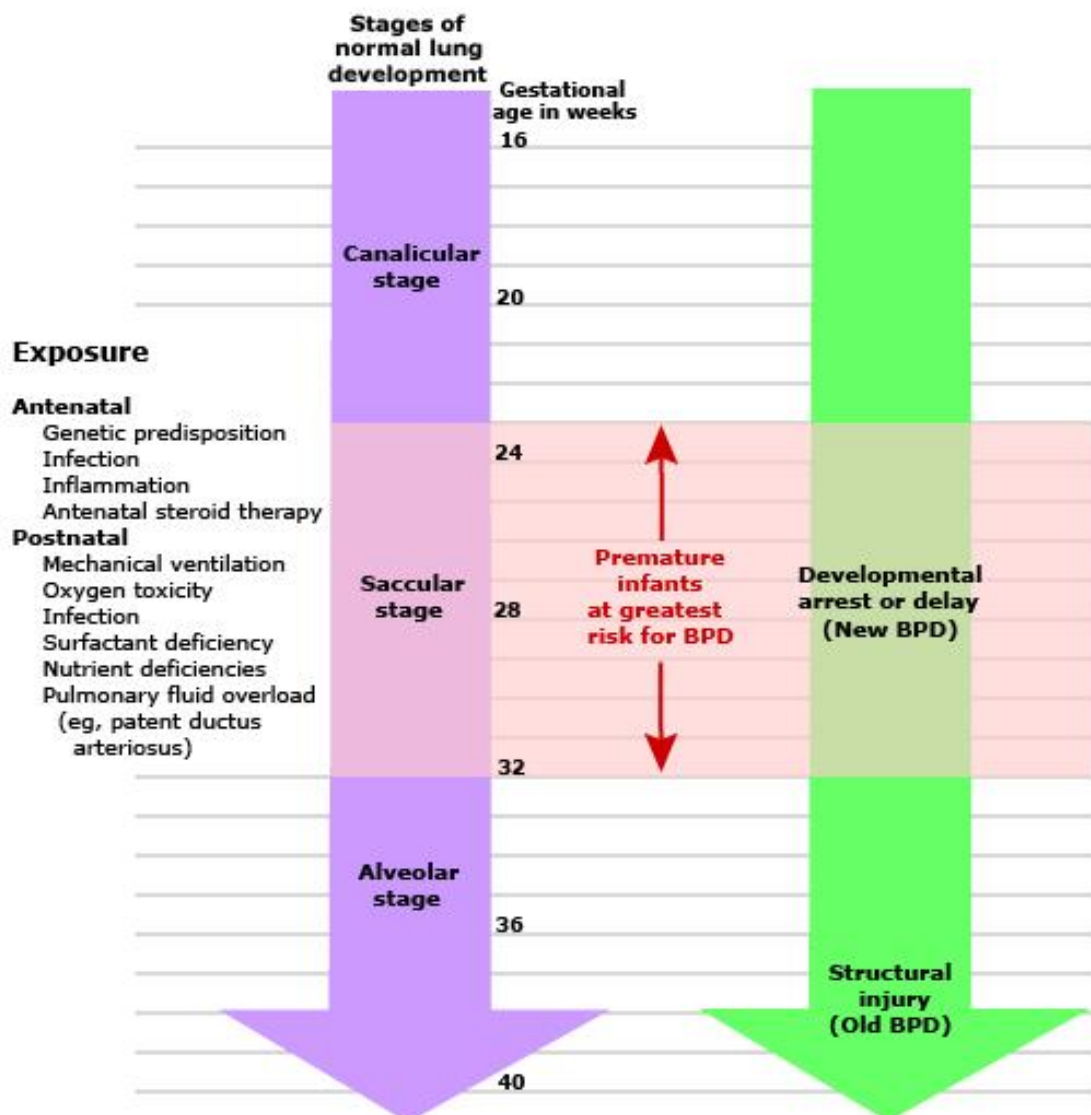 Stages of
normal lung
development
Gestational
age in weeks
16
Canalicular
stage
20
Exposure
Antenatal
Genetic predisposition
Infection
Inflammation
Antenatal steroid therapy
Postnatal
Mechanical ventilation
Oxygen toxicity
Infection
Surfactant deficiency
Nutrient deficiencies
Pulmonary fluid overload
(eg, patent ductus
arteriosus)
24
Saccular
stage
28
Premature
infants
at greatest
risk for BPD
Developmental
arrest or delay
(New BPD)
32
Alveolar
stage
36
Structural
injury
(Old BPD)
40